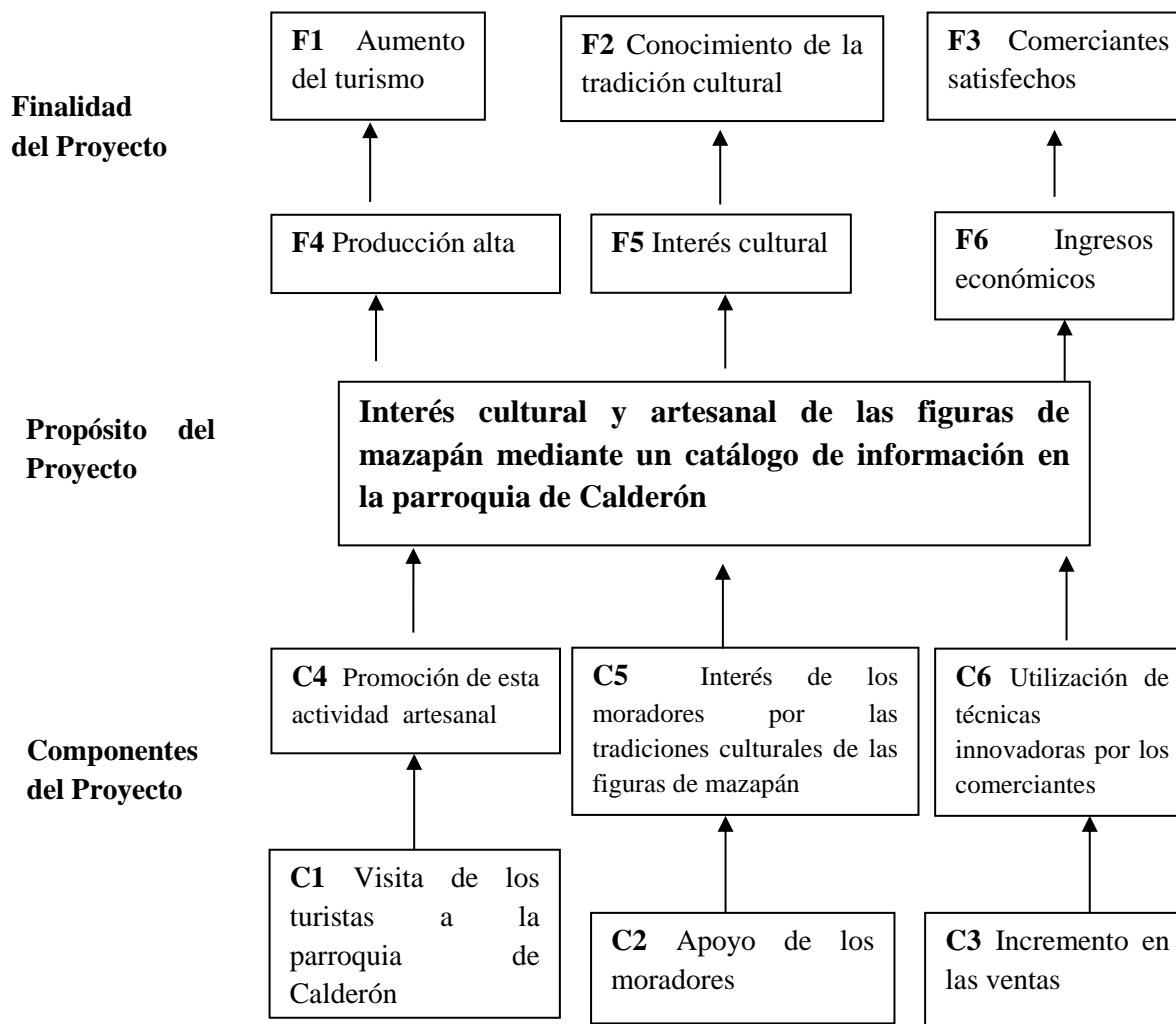 F1 Aumento
del turismo
F2 Conocimiento de la
tradición cultural
F3 Comerciantes
satisfechos
Finalidad
del Proyecto
F4 Producción alta
F5 Interés cultural
F6 Ingresos
económicos
Propósito del
Proyecto
Interés cultural y artesanal de las figuras de
mazapán mediante un catálogo de información en
la parroquia de Calderón
C4 Promoción de esta
actividad artesanal
C5 Interés de los
moradores por las
tradiciones culturales de las
figuras de mazapán
C6 Utilización de
técnicas
innovadoras por los
comerciantes
Componentes
del Proyecto
C1 Visita de los
turistas a la
parroquia de
Calderón
C2 Apoyo de los
moradores
C3 Incremento en
las ventas